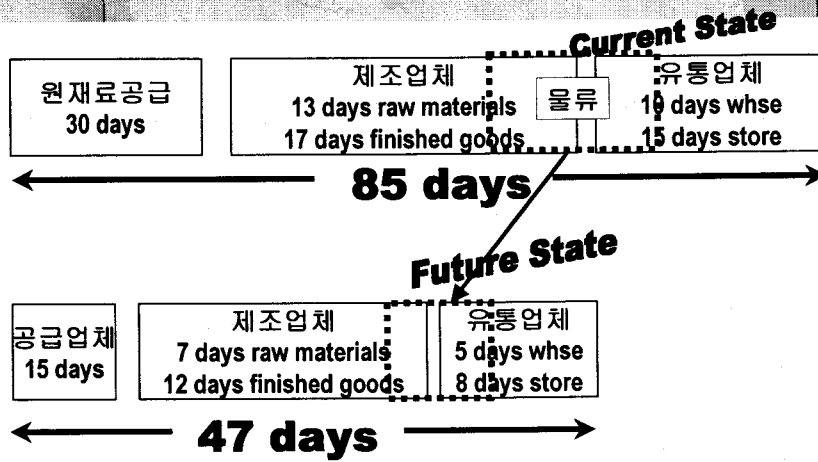 Current State
원재료공급
30 days
제조업체
13 days raw materials
17 days finished goods
물류
유통업체
10 days whse
15 days store
85 days
Future State
공급업체
15 days
제조업체
7 days raw materials
12 days finished goods
유통업체
5 days whse
8 days store
47 days